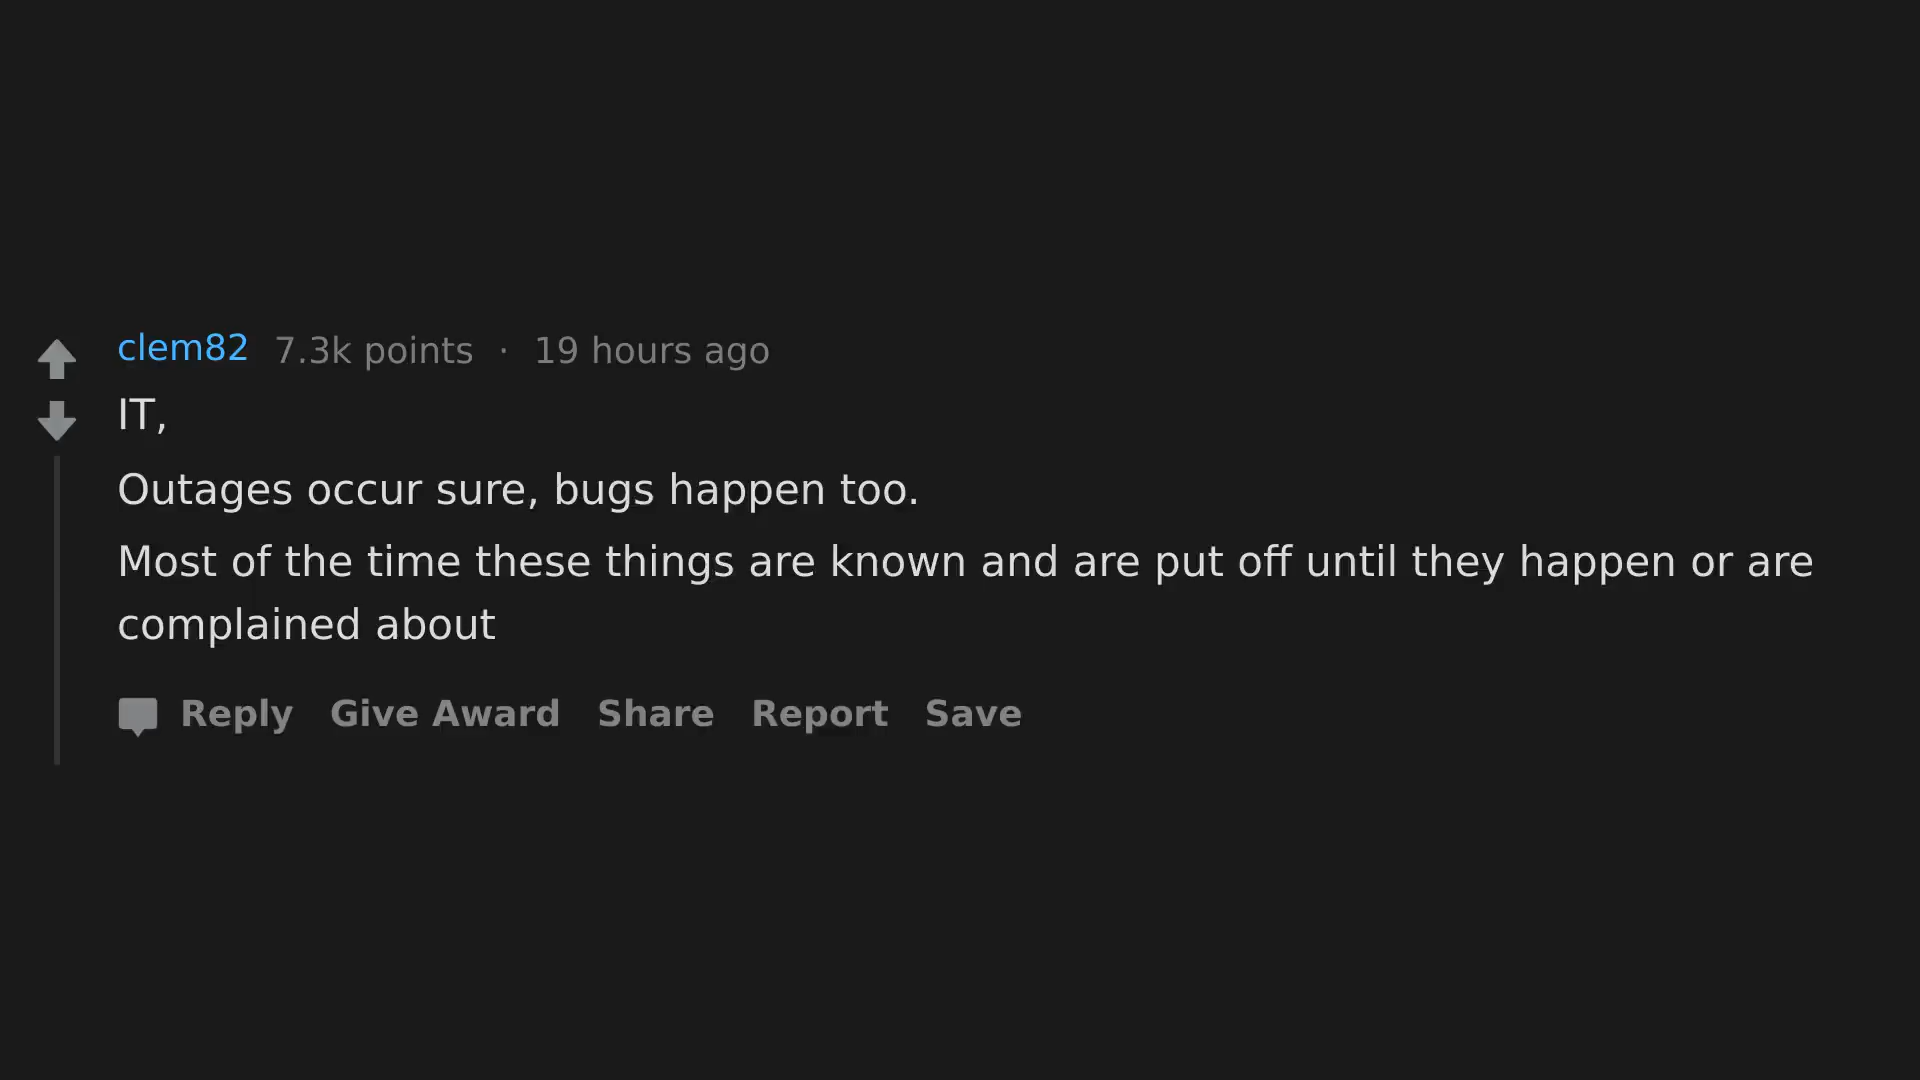 clem82 7.3k points · 19 hours ago
IT,
Outages occur sure, bugs happen too.
Most of the time these things are known and are put off until they happen or are
complained about
Reply Give Award Share Report Save